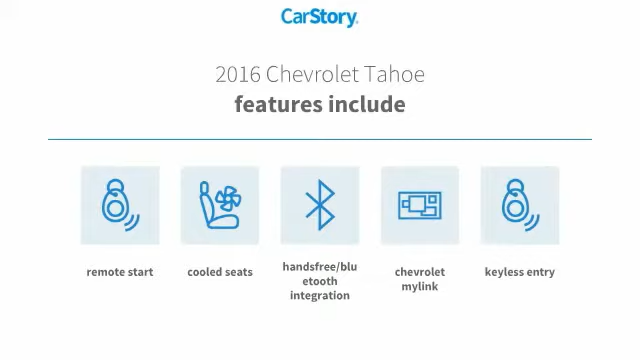 CarStory.
2016 Chevrolet Tahoe
features include
remote start
cooled seats
handsfree/blu
etooth
integration
chevrolet
mylink
keyless entry